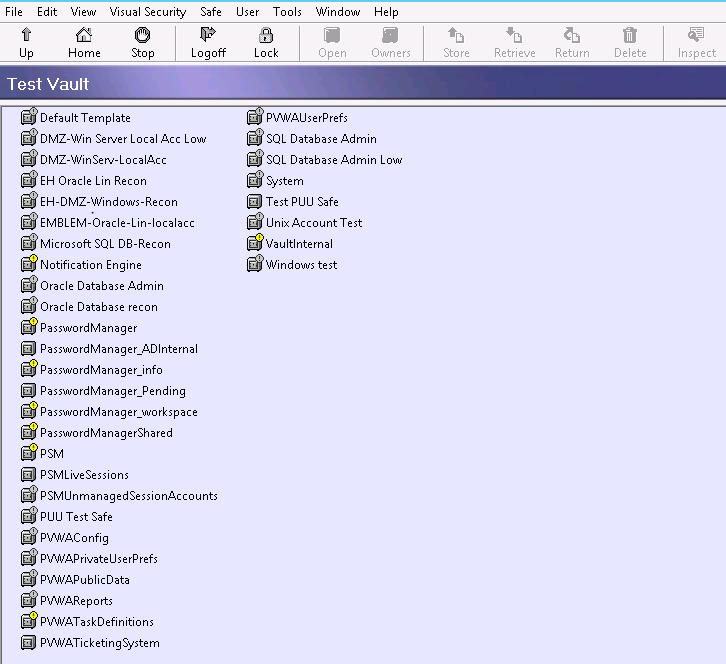 File Edit View Visual Security Safe User Tools Window Help
Up Home Stop Logoff Lock Open Owners Store Retrieve Return Delete Inspect
Test Vault
Default Template
DMZ-Win Server Local Acc Low
DMZ-WinServ-LocalAcc
EH Oracle Lin Recon
EH-DMZ-Windows-Recon
EMBLEM-Oracle-Lin-localacc
Microsoft SQL DB-Recon
Notification Engine
Oracle Database Admin
Oracle Database recon
PasswordManager
PasswordManager_ADInternal
PasswordManager_info
PasswordManager_Pending
PasswordManager_workspace
PasswordManagerShared
PSM
PSMLiveSessions
PSMUnmanagedSessionAccounts
PUU Test Safe
PVWAConfig
PVWAPrivateUserPrefs
PVWAPublicData
PVWAReports
PVWATaskDefinitions
PVWATicketingSystem
PVWAUserPrefs
SQL Database Admin
SQL Database Admin Low
System
Test PUU Safe
Unix Account Test
VaultInternal
Windows test